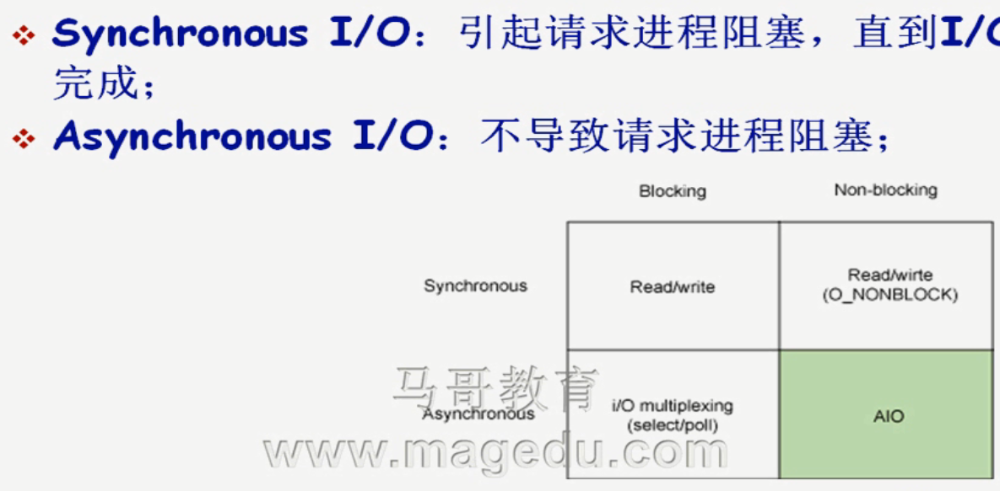 Synchronous I/O: 引起请求进程阻塞，直到I/O
完成；
Asynchronous I/O: 不导致请求进程阻塞；
Blocking Non-blocking
Synchronous Read/write Read/wirte
(O_NONBLOCK)
马哥教育
Asynchronous i/O multiplexing
(select/poll) AIO
www.magedu.com